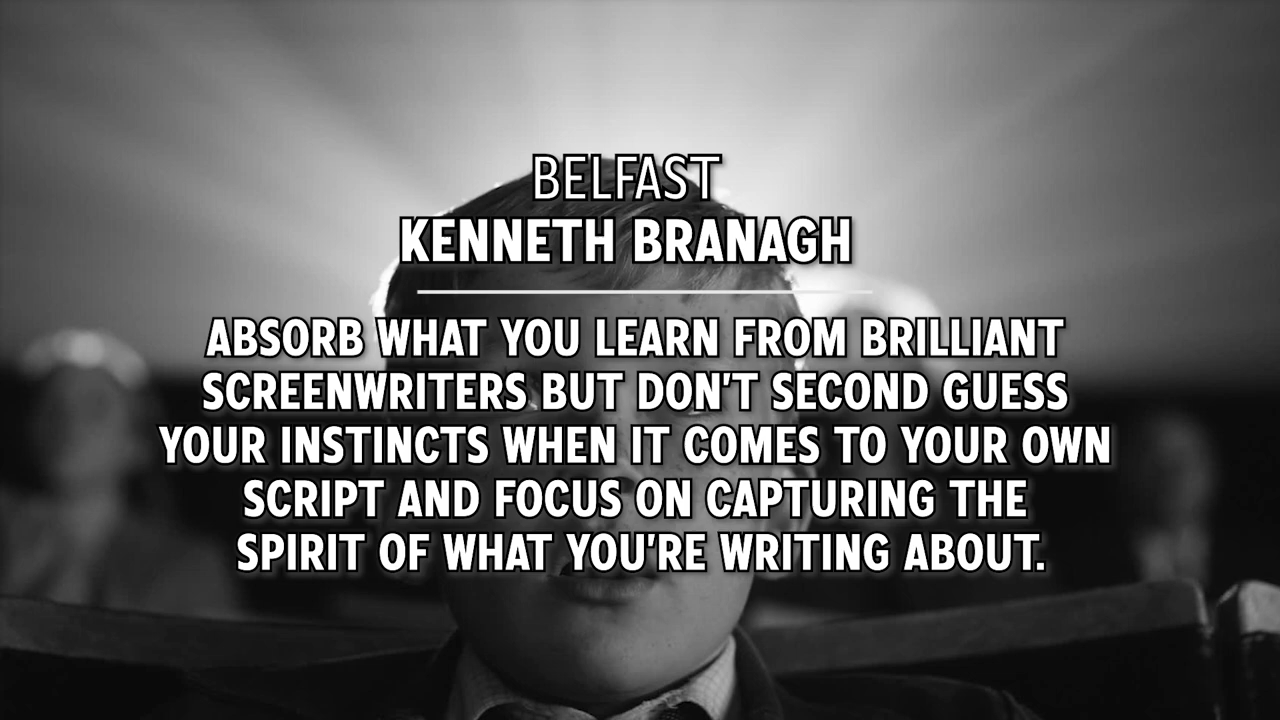 BELFAST
KENNETH BRANAGH
ABSORB WHAT YOU LEARN FROM BRILLIANT
SCREENWRITERS BUT DON'T SECOND GUESS
YOUR INSTINCTS WHEN IT COMES TO YOUR OWN
SCRIPT AND FOCUS ON CAPTURING THE
SPIRIT OF WHAT YOU'RE WRITING ABOUT.